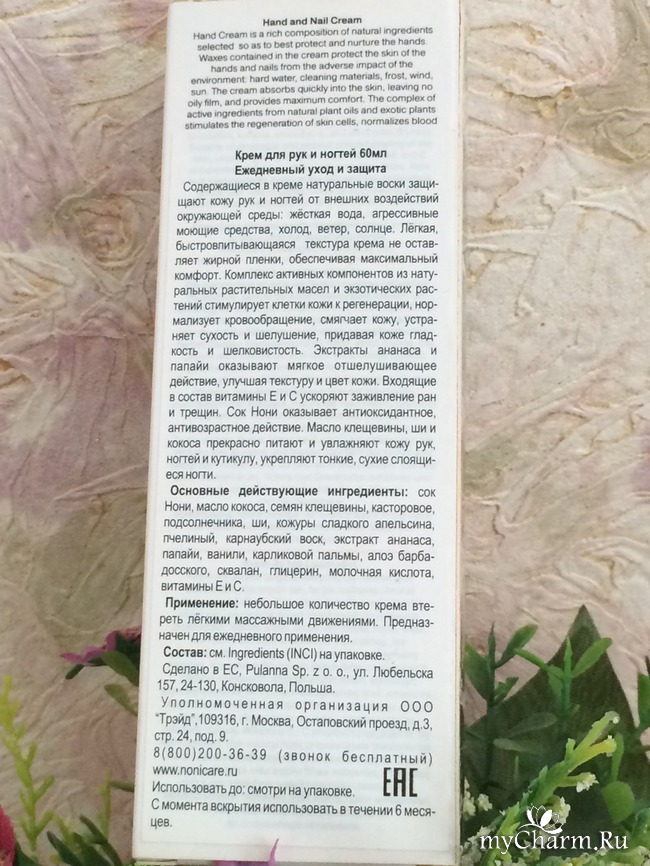 Hand and Nail Cream
Hand Cream is a rich composition of natural ingredients
selected so as to best protect and nurture the hands.
Waxes contained in the cream protect the skin of the
hands and nails from the adverse impact of the
environment: hard water, cleaning materials, frost, wind,
sun. The cream absorbs quickly into the skin, leaving no
oily film, and provides maximum comfort. The complex of
active ingredients from natural plant oils and exotic plants
stimulates the regeneration of skin cells, normalizes blood
Крем для рук и ногтей 60мл
Ежедневный уход и защита
Содержащиеся в креме натуральные воски защи-
щают кожу рук и ногтей от внешних воздействий
окружающей среды: жёсткая вода, агрессивные
моющие средства, холод, ветер, солнце. Лёгкая,
быстровпитывающаяся текстура крема не остав-
ляет жирной пленки, обеспечивая максимальный
комфорт. Комплекс активных компонентов из нату-
ральных растительных масел и экзотических рас-
тений стимулирует клетки кожи к регенерации, нор-
мализует кровообращение, смягчает кожу, устра-
няет сухость и шелушение, придавая коже глад-
кость и шелковистость. Экстракты ананаса и
папайи оказывают мягкое отшелушивающее
действие, улучшая текстуру и цвет кожи. Входящие
в состав витамины Е и С ускоряют заживление ран
и трещин. Сок Нони оказывает антиоксидантное,
антивозрастное действие. Масло клещевины, ши и
кокоса прекрасно питают и увлажняют кожу рук,
ногтей и кутикулу, укрепляют тонкие, сухие слоящи-
еся ногти.
Основные действующие ингредиенты: сок
Нони, масло кокоса, семян клещевины, касторовое,
подсолнечника, ши, кожуры сладкого апельсина,
пчелиный, карнаубский воск, экстракт ананаса,
папайи, ванили, карликовой пальмы, алоэ барба-
досского, сквалан, глицерин, молочная кислота,
витамины Е и С.
Применение: небольшое количество крема вте-
реть лёгкими массажными движениями. Предназ-
начен для ежедневного применения.
Состав: см. Ingredients (INCI) на упаковке.
Сделано в ЕС, Pulanna Sp. z o. o., ул. Любельска
157, 24-130, Консковола, Польша.
Уполномоченная организация ООО
"Трэйд",109316, г. Москва, Остаповский проезд, д.3,
стр. 24, под. 9.
8(800)200-36-39 (звонок бесплатный)
www.nonicare.ru
EAC
Использовать до: смотри на упаковке.
С момента вскрытия использовать в течении 6 меся-
цев.
myCharm.Ru